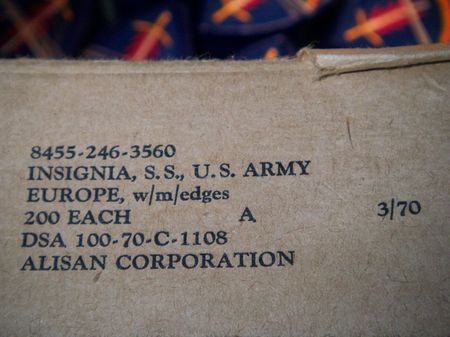 8455-246-3560
INSIGNIA, S.S., U.S. ARMY
EUROPE, w/m/edges
200 EACH A 3/70
DSA 100-70-C-1108
ALISAN CORPORATION